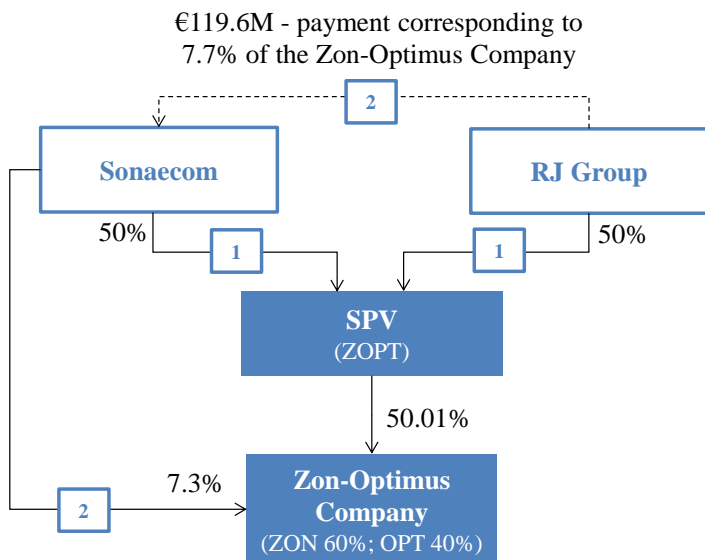 €119.6M - payment corresponding to
7.7% of the Zon-Optimus Company
2
Sonaecom
RJ Group
50%
1
1
50%
SPV
(ZOPT)
50.01%
7.3%
2
Zon-Optimus
Company
(ZON 60%; OPT 40%)